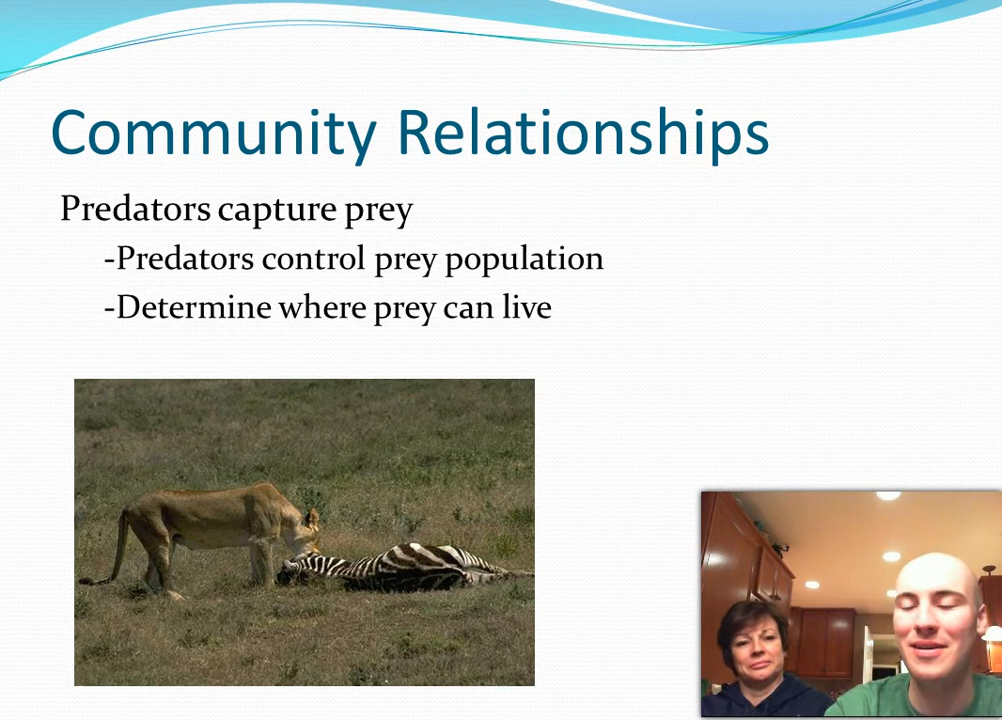 Community Relationships
Predators capture prey
-Predators control prey population
-Determine where prey can live